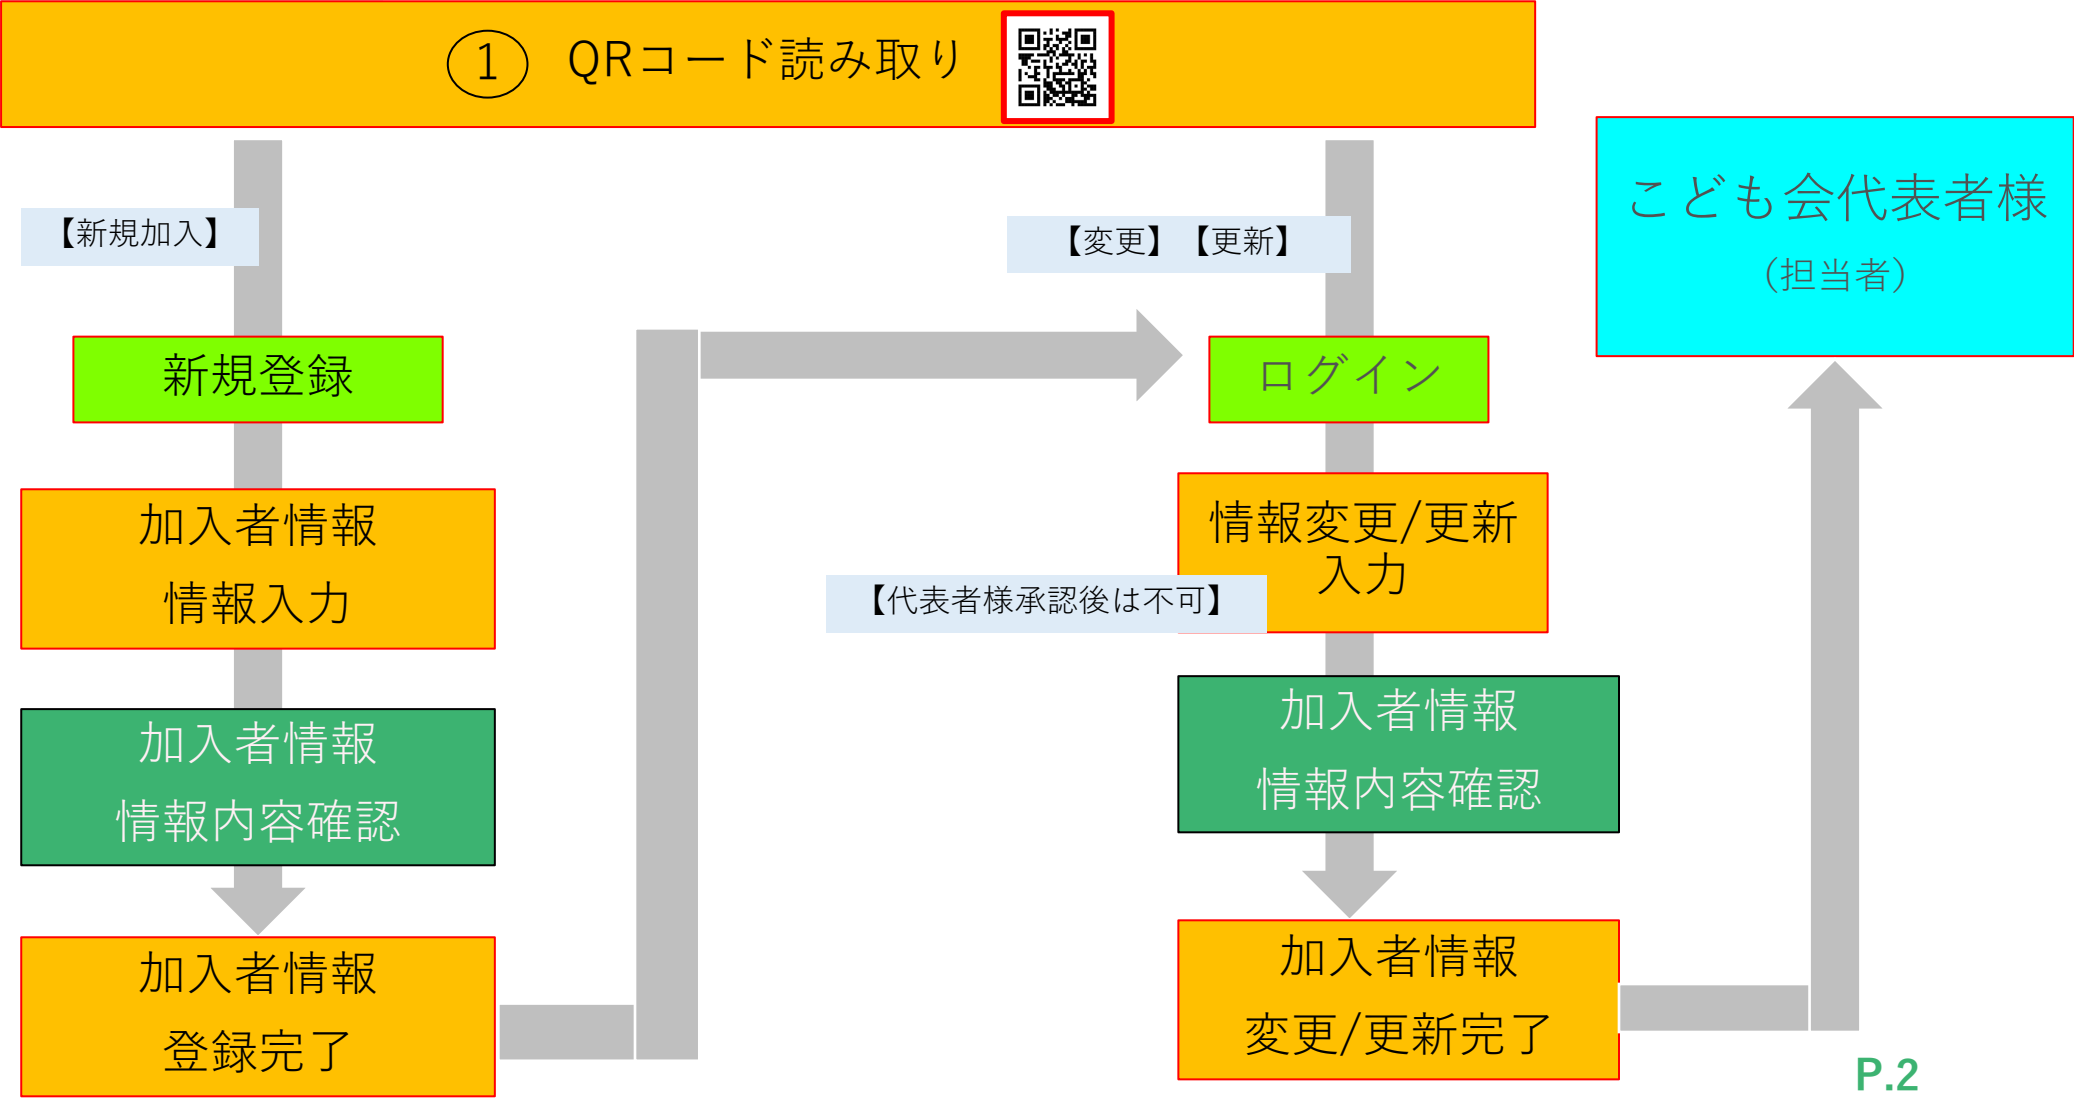 ① QRコード読み取り
【新規加入】
新規登録
加入者情報
情報入力
加入者情報
情報内容確認
加入者情報
登録完了
【変更】【更新】
ログイン
情報変更/更新
入力
【代表者様承認後は不可】
加入者情報
情報内容確認
加入者情報
変更/更新完了
こども会代表者様
（担当者）
P.2